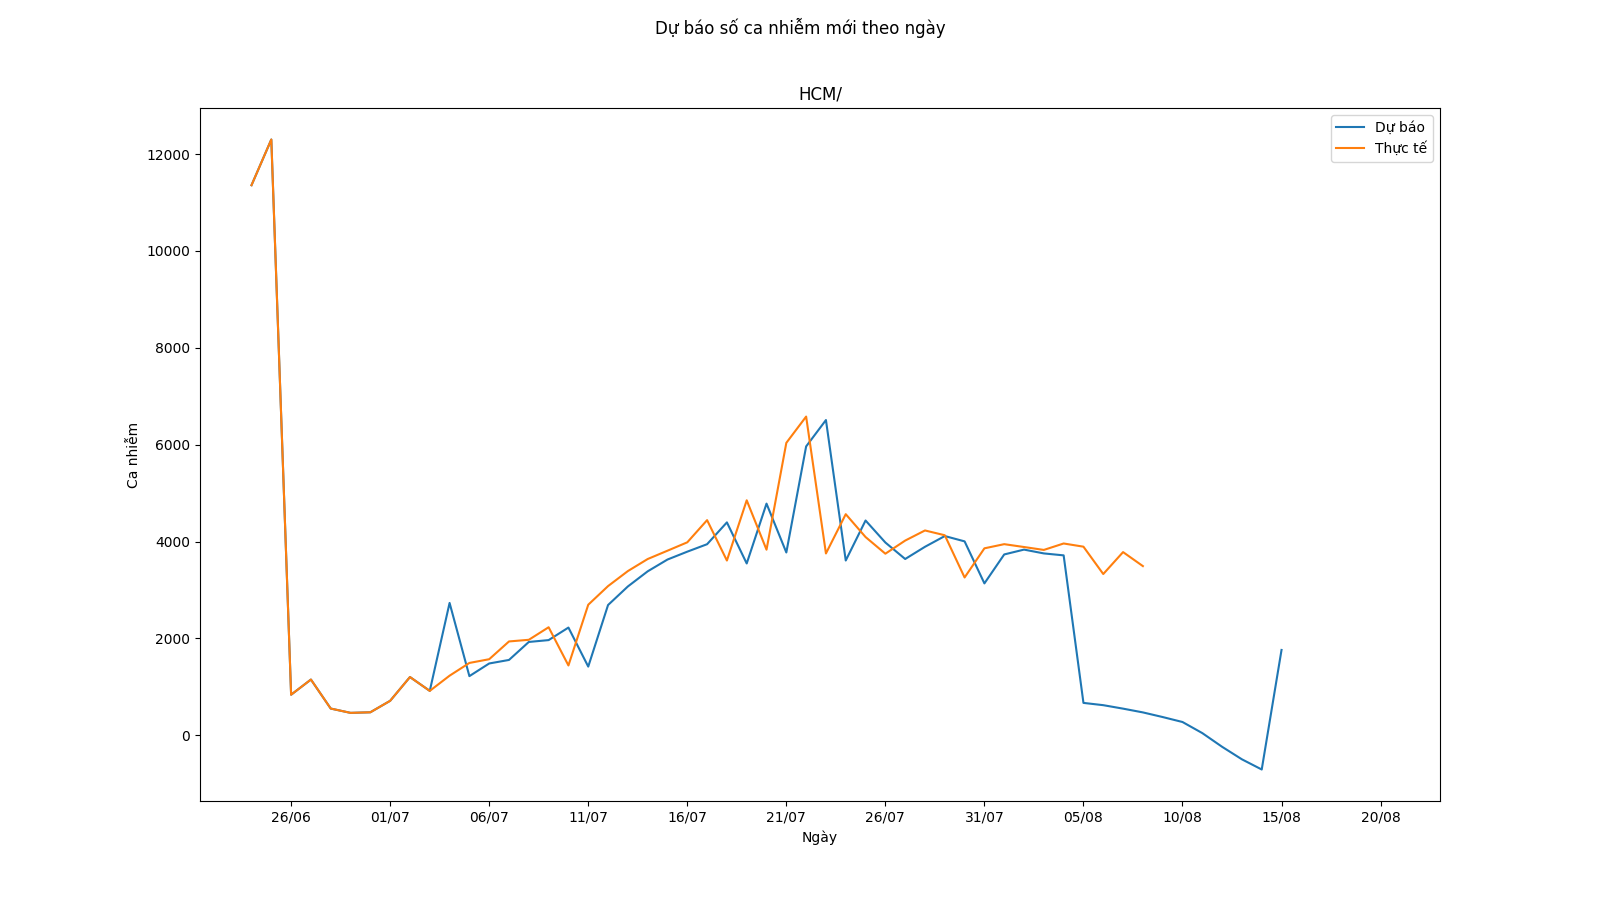 Dự báo số ca nhiễm mới theo ngày
HCM/
Dự báo
Thực tế
12000
10000
8000
6000
4000
2000
0
Ca nhiễm
26/06 01/07 06/07 11/07 16/07 21/07 26/07 31/07 05/08 10/08 15/08 20/08
Ngày